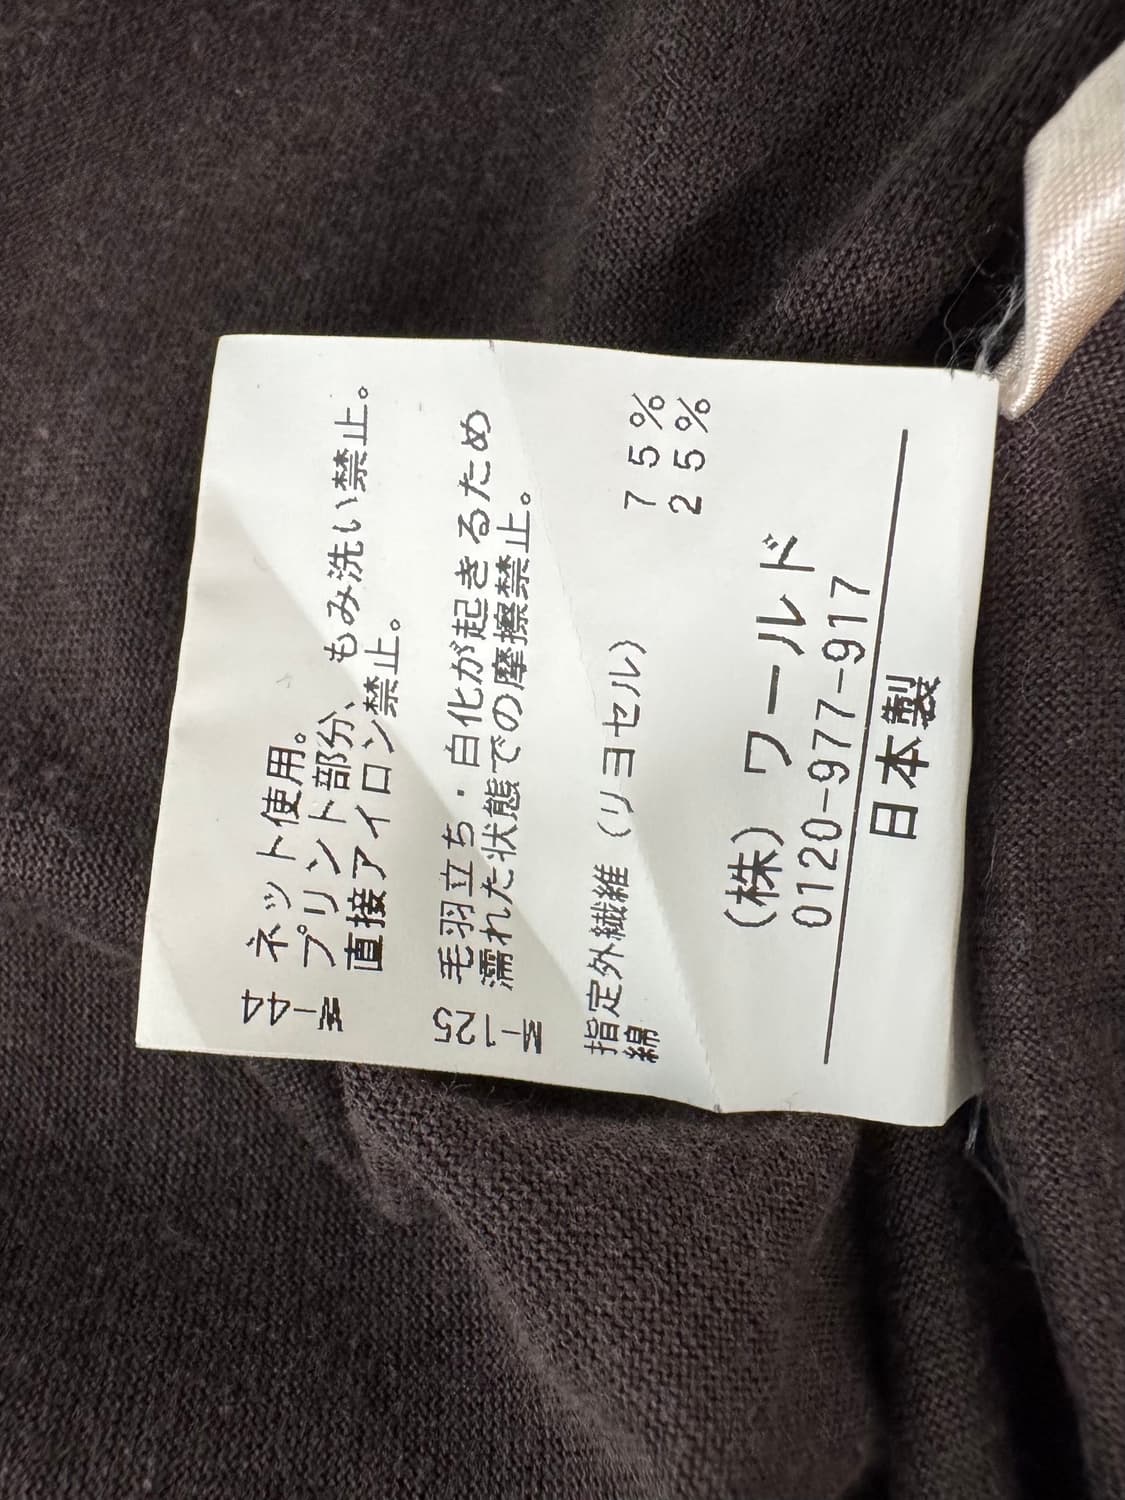 ネット使用。
プリント部分、もみ洗い禁止。
直接アイロン禁止。
毛羽立ち・白化が起きるため
濡れた状態での摩擦禁止。
指定外繊維（リヨセル） 75%
綿 25%
（株）ワールド
0120-977-917
日本製